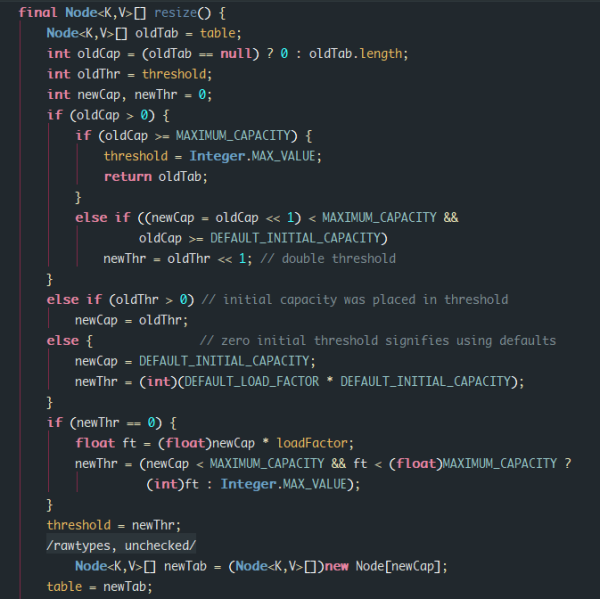 final Node<K,V>[] resize() {
Node<K,V>[] oldTab = table;
int oldCap = (oldTab == null) ? 0 : oldTab.length;
int oldThr = threshold;
int newCap, newThr = 0;
if (oldCap > 0) {
if (oldCap >= MAXIMUM_CAPACITY) {
threshold = Integer.MAX_VALUE;
return oldTab;
}
else if ((newCap = oldCap << 1) < MAXIMUM_CAPACITY &&
oldCap >= DEFAULT_INITIAL_CAPACITY)
newThr = oldThr << 1; // double threshold
}
else if (oldThr > 0) // initial capacity was placed in threshold
newCap = oldThr;
else { // zero initial threshold signifies using defaults
newCap = DEFAULT_INITIAL_CAPACITY;
newThr = (int)(DEFAULT_LOAD_FACTOR * DEFAULT_INITIAL_CAPACITY);
}
if (newThr == 0) {
float ft = (float)newCap * loadFactor;
newThr = (newCap < MAXIMUM_CAPACITY && ft < (float)MAXIMUM_CAPACITY ?
(int)ft : Integer.MAX_VALUE);
}
threshold = newThr;
/rawtypes, unchecked/
Node<K,V>[] newTab = (Node<K,V>[])new Node[newCap];
table = newTab;